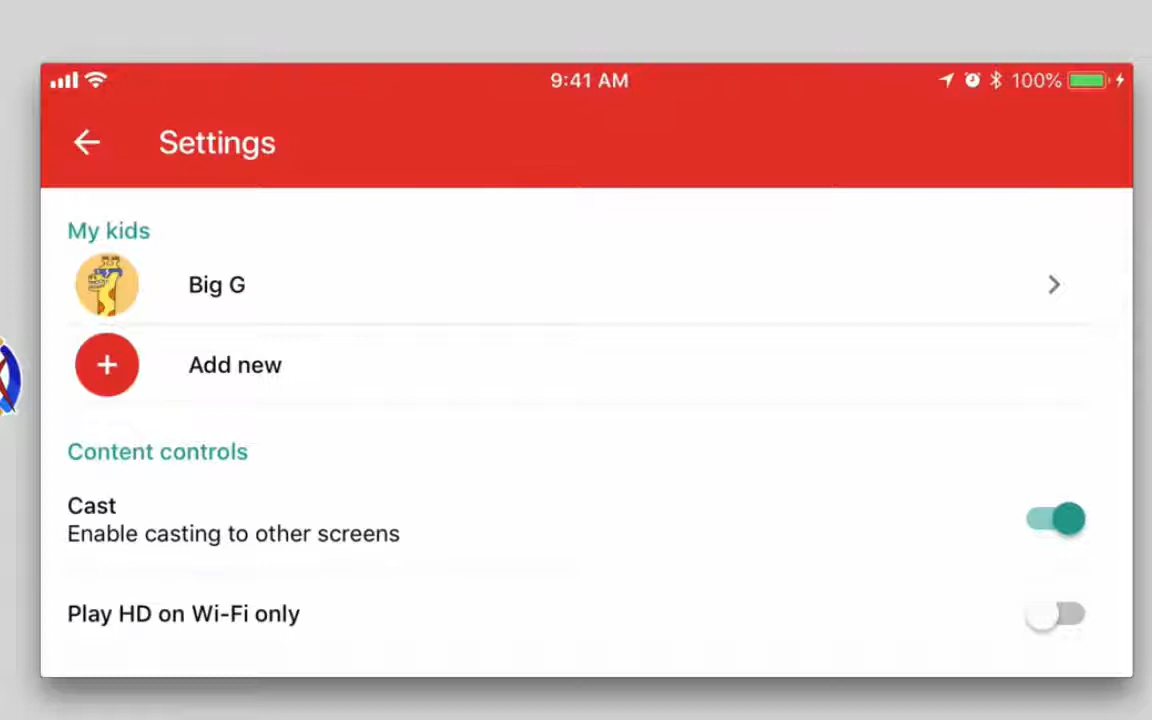 9:41 AM
100%
Settings
My kids
Big G
Add new
Content controls
Cast
Enable casting to other screens
Play HD on Wi-Fi only